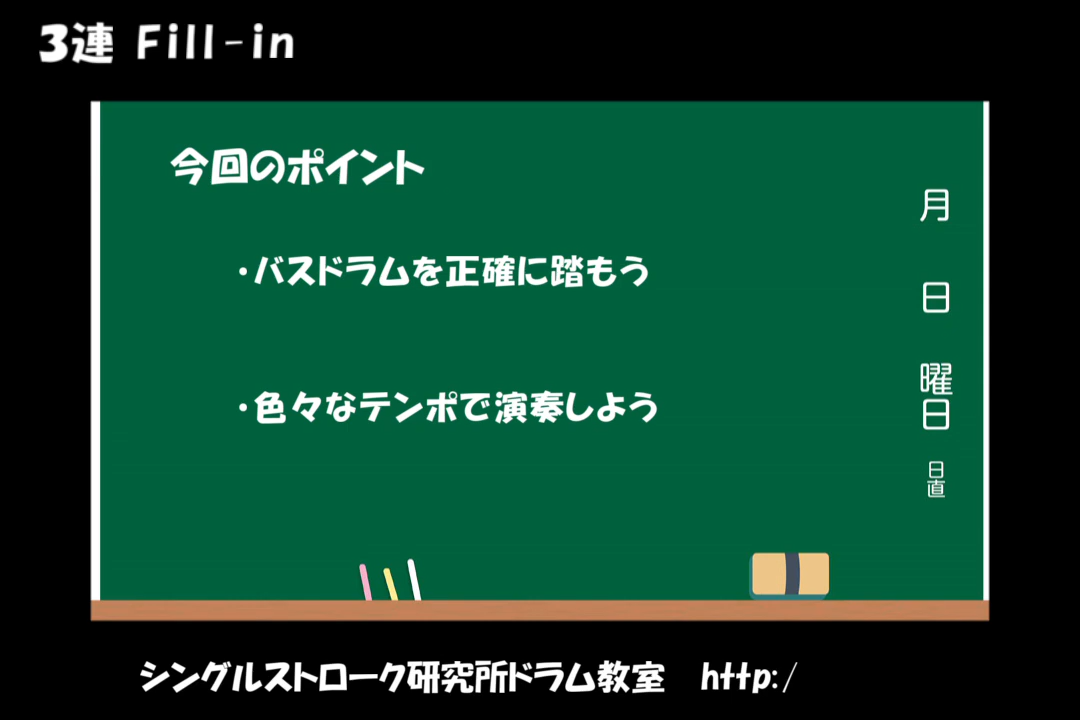 3連 Fill-in
今回のポイント
・バスドラムを正確に踏もう
・色々なテンポで演奏しよう
月
日
曜
日
日直
シングルストローク研究所ドラム教室　http:/